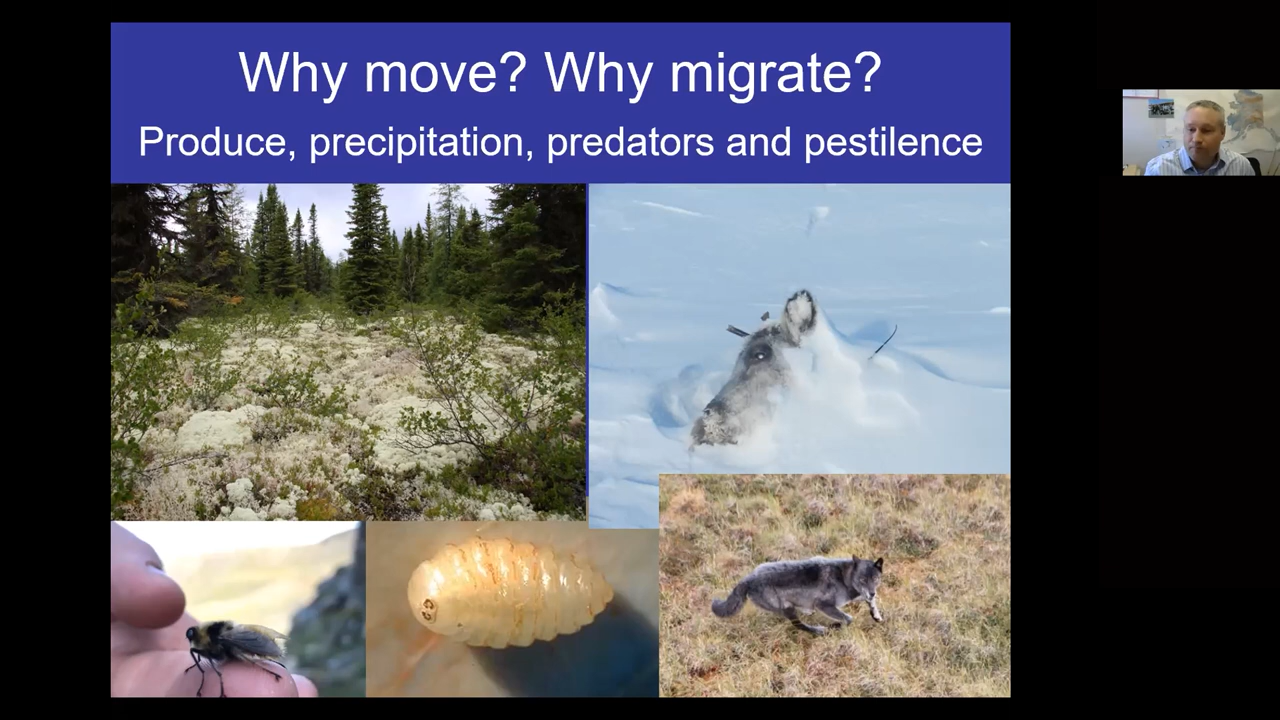 Why move? Why migrate?
Produce, precipitation, predators and pestilence